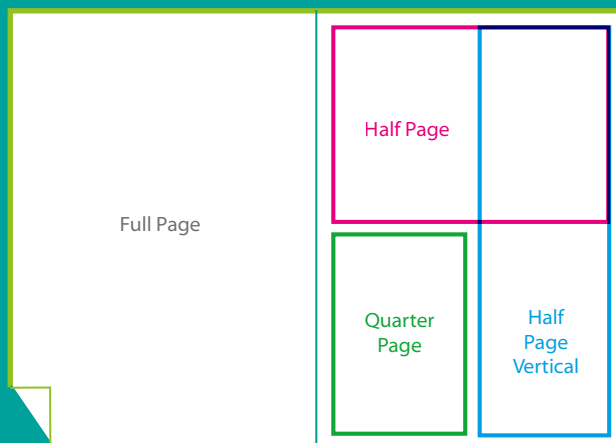 Full Page
Half Page
Quarter
Page
Half
Page
Vertical